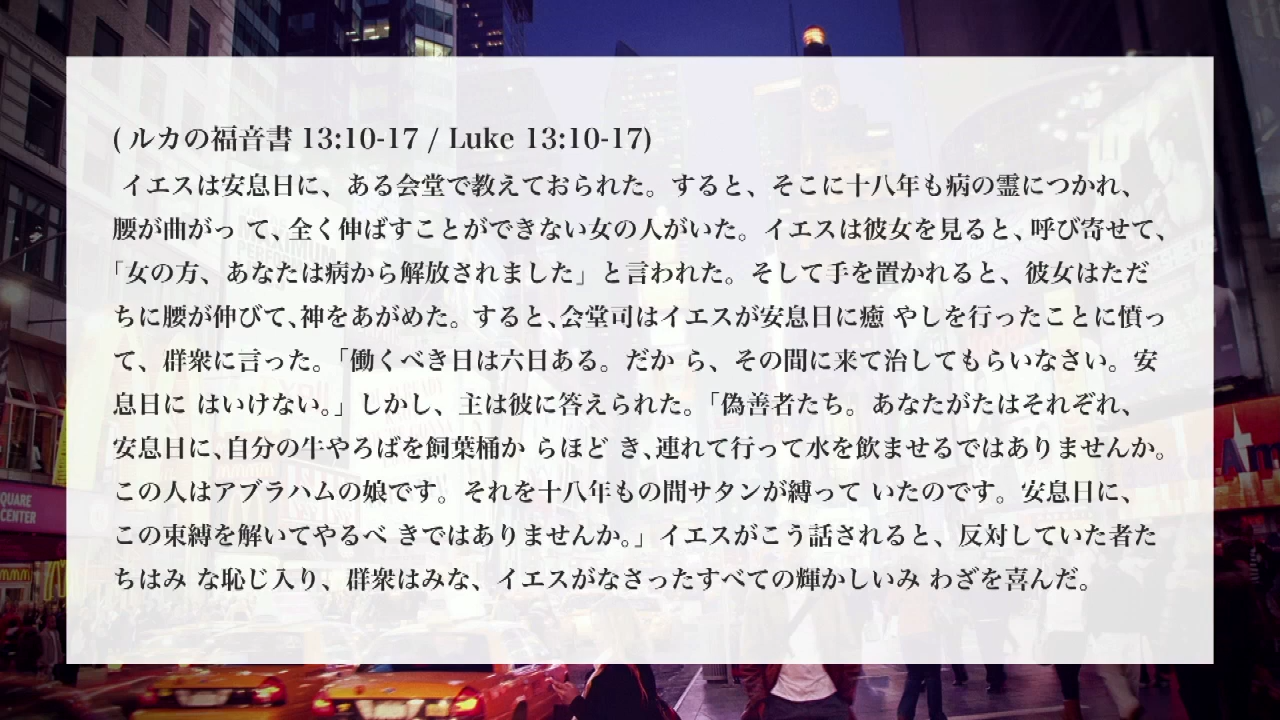 ( ルカの福音書 13:10-17 / Luke 13:10-17)
イエスは安息日に、ある会堂で教えておられた。すると、そこに十八年も病の霊につかれ、
腰が曲がっ て、全く伸ばすことができない女の人がいた。イエスは彼女を見ると、呼び寄せて、
「女の方、あなたは病から解放されました」と言われた。そして手を置かれると、彼女はただ
ちに腰が伸びて、神をあがめた。すると、会堂司はイエスが安息日に癒 やしを行ったことに憤っ
て、群衆に言った。「働くべき日は六日ある。だか ら、その間に来て治してもらいなさい。安
息日に はいけない。」しかし、主は彼に答えられた。「偽善者たち。あなたがたはそれぞれ、
安息日に、自分の牛やろばを飼葉桶か らほど き、連れて行って水を飲ませるではありませんか。
この人はアブラハムの娘です。それを十八年もの間サタンが縛って いたのです。安息日に、
この束縛を解いてやるべ きではありませんか。」イエスがこう話されると、反対していた者た
ちはみ な恥じ入り、群衆はみな、イエスがなさったすべての輝かしいみ わざを喜んだ。
SQUARE
CENTER